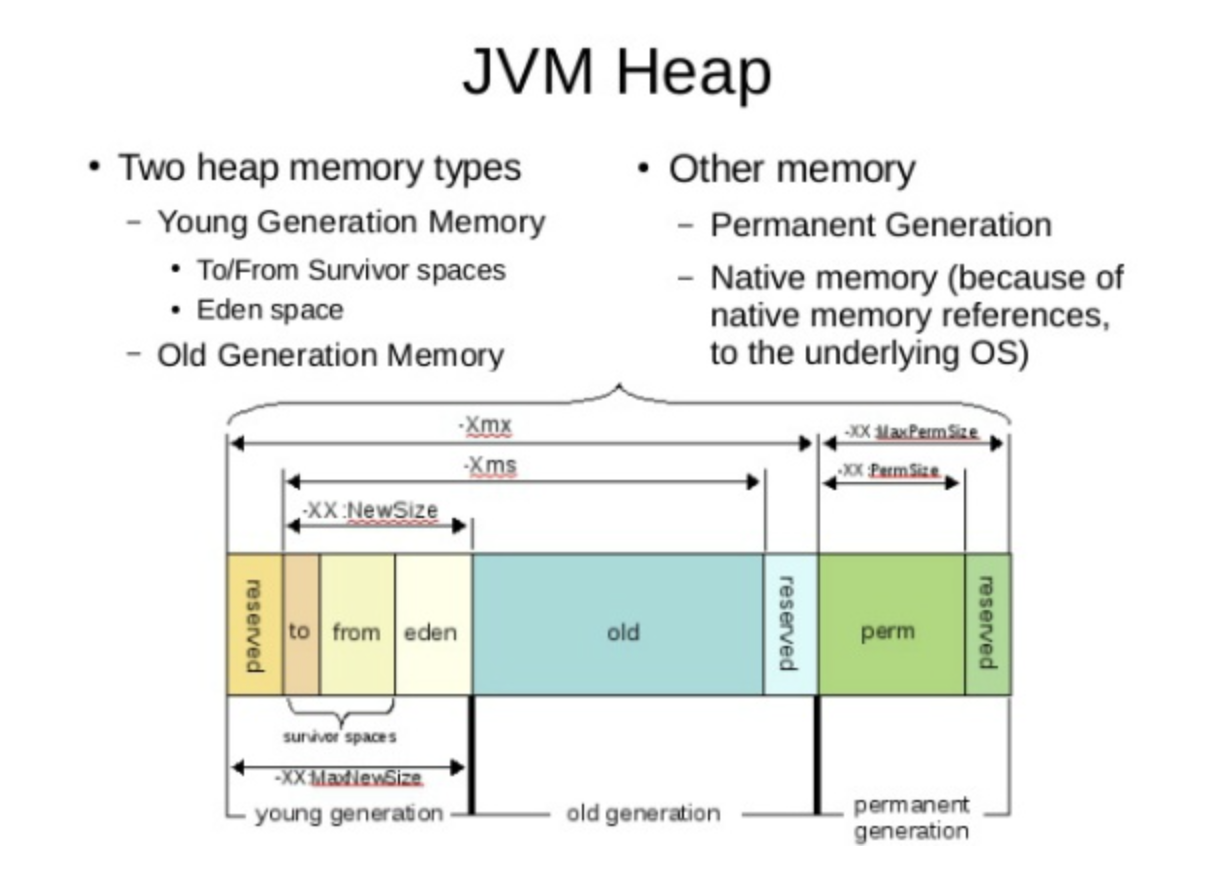 JVM Heap
• Two heap memory types
– Young Generation Memory
• To/From Survivor spaces
• Eden space
– Old Generation Memory
• Other memory
– Permanent Generation
– Native memory (because of
native memory references,
to the underlying OS)
-Xmx
-XX:MaxPermSize
-Xms
-XX:PermSize
-XX:NewSize
reserved
to
from
eden
old
reserved
perm
reserved
survivor spaces
-XX:MaxNewSize
young generation
old generation
permanent
generation